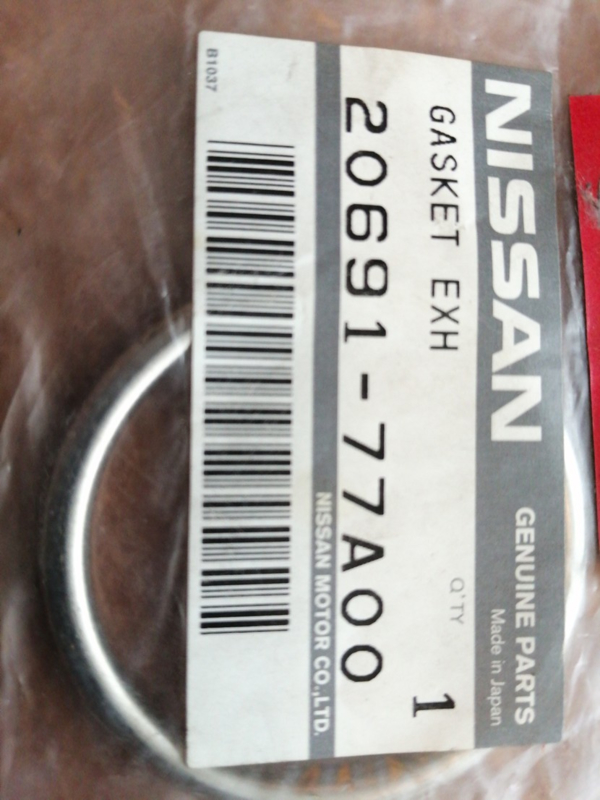 NISSAN
GENUINE PARTS
Made in Japan
GASKET EXH
Q'TY
1
20691-77A00
NISSAN MOTOR CO.,LTD.
B1037